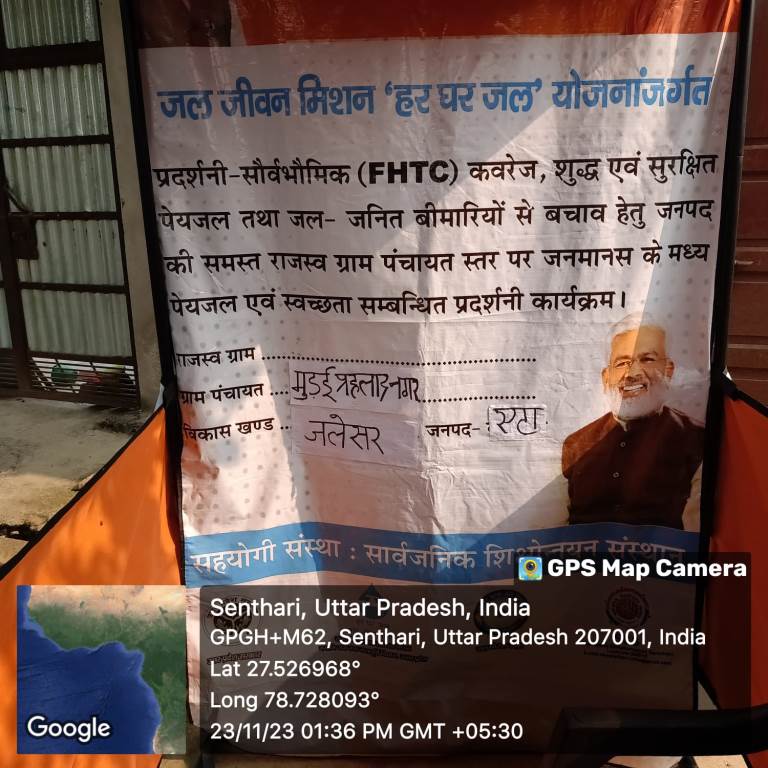 जल जीवन मिशन ‘हर घर जल’ योजनांजर्गत
प्रदर्शनी-सौर्वभौमिक (FHTC) कवरेज, शुद्ध एवं सुरक्षित
पेयजल तथा जल- जनित बीमारियों से बचाव हेतु जनपद
की समस्त राजस्व ग्राम पंचायत स्तर पर जनमानस के मध्य
पेयजल एवं स्वच्छता सम्बन्धित प्रदर्शनी कार्यक्रम।
राजस्व ग्राम
ग्राम पंचायत .... मुडई प्रहलादनगर
विकास खण्ड .. जलेसर जनपद- : एटा
सहयोगी संस्था : सार्वजनिक शिक्षोन्नयन संस्थान
GPS Map Camera
Senthari, Uttar Pradesh, India
GPGH+M62, Senthari, Uttar Pradesh 207001, India
Lat 27.526968°
Long 78.728093°
23/11/23 01:36 PM GMT +05:30
Google